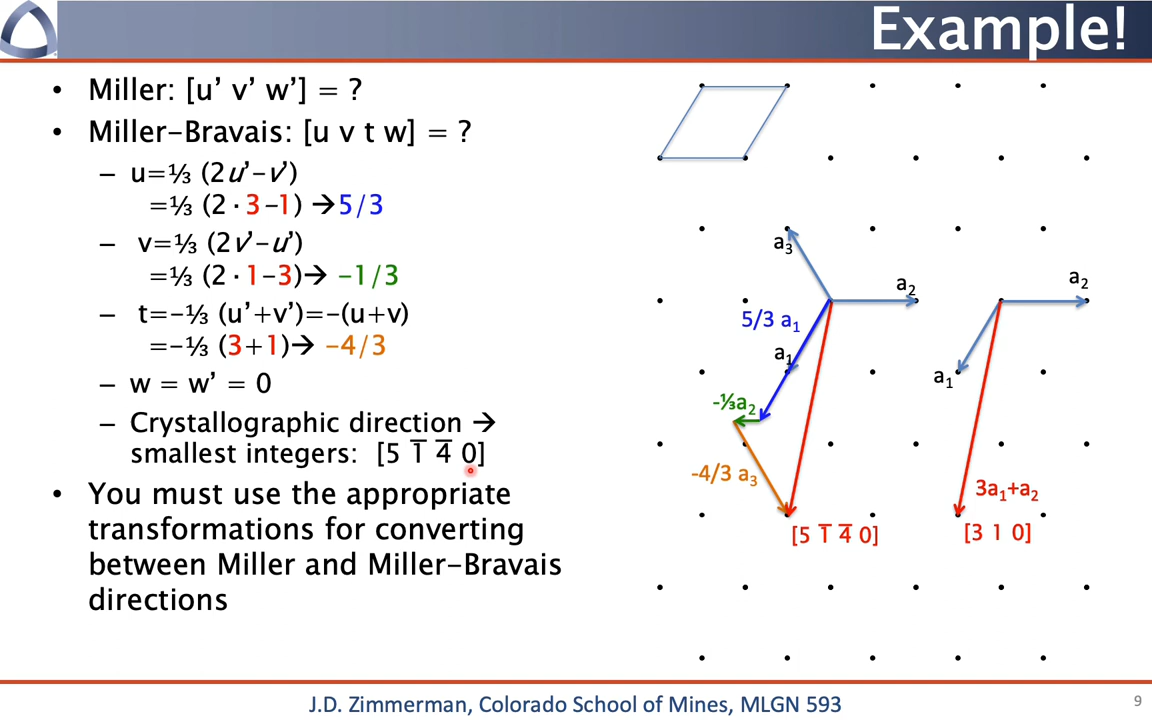 Example!
• Miller: [u’ v’ w’] = ?
• Miller-Bravais: [u v t w] = ?
– u=⅓ (2u’-v’)
=⅓ (2·3-1) →5/3
– v=⅓ (2v’-u’)
=⅓ (2·1-3)→ -1/3
– t=-⅓ (u’+v’)=-(u+v)
=-⅓ (3+1)→ -4/3
– w = w’ = 0
– Crystallographic direction →
smallest integers: [5 1̅ 4̅ 0]
• You must use the appropriate
transformations for converting
between Miller and Miller-Bravais
directions
a₃
a₂
5/3 a₁
a₁
-⅓a₂
-4/3 a₃
[5 1̅ 4̅ 0]
a₂
a₁
3a₁+a₂
[3 1 0]
J.D. Zimmerman, Colorado School of Mines, MLGN 593
9